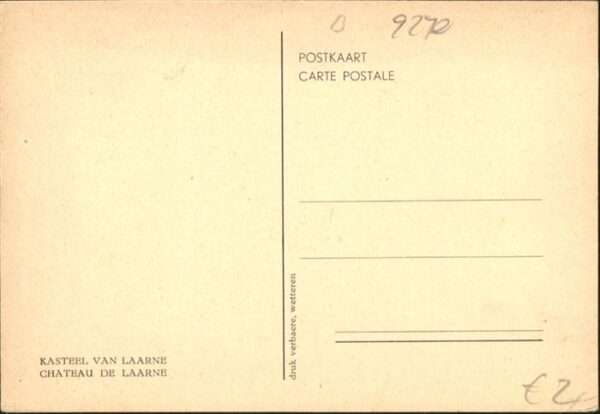 B 9270
POSTKAART
CARTE POSTALE
druk verbaere, wetteren
KASTEEL VAN LAARNE
CHATEAU DE LAARNE
€ 2,-